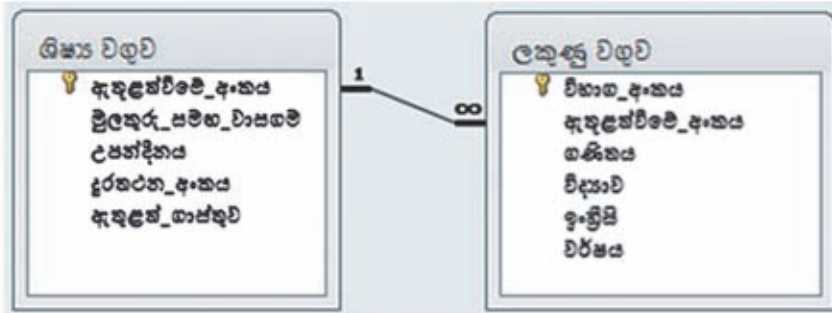 ශිෂ්‍ය වගුව
ඇතුළත්වීමේ_අංකය
මුලකුරු_සමඟ_වාසගම
උපන්දිනය
දුරකථන_අංකය
ඇතුළත්_ගාස්තුව
1
∞
ලකුණු වගුව
විභාග_අංකය
ඇතුළත්වීමේ_අංකය
ගණිතය
විද්‍යාව
ඉංග්‍රීසි
වර්ෂය